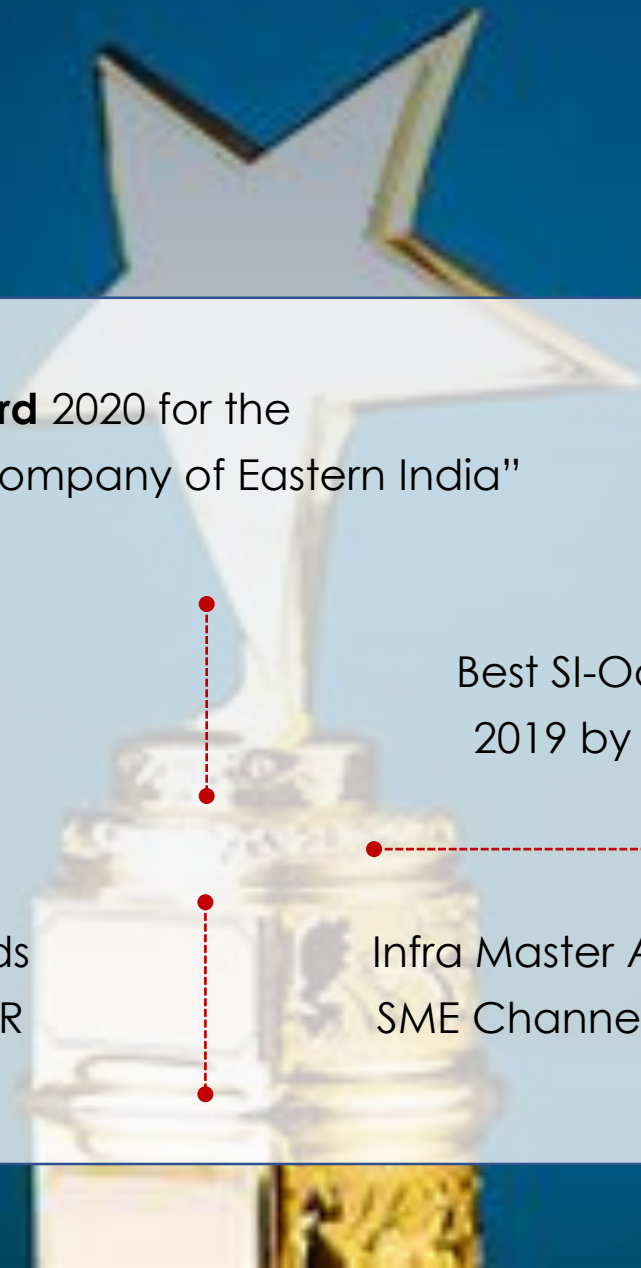 rd 2020 for the
ompany of Eastern India”
Best SI-O
2019 by
ds
R
Infra Master A
SME Channe